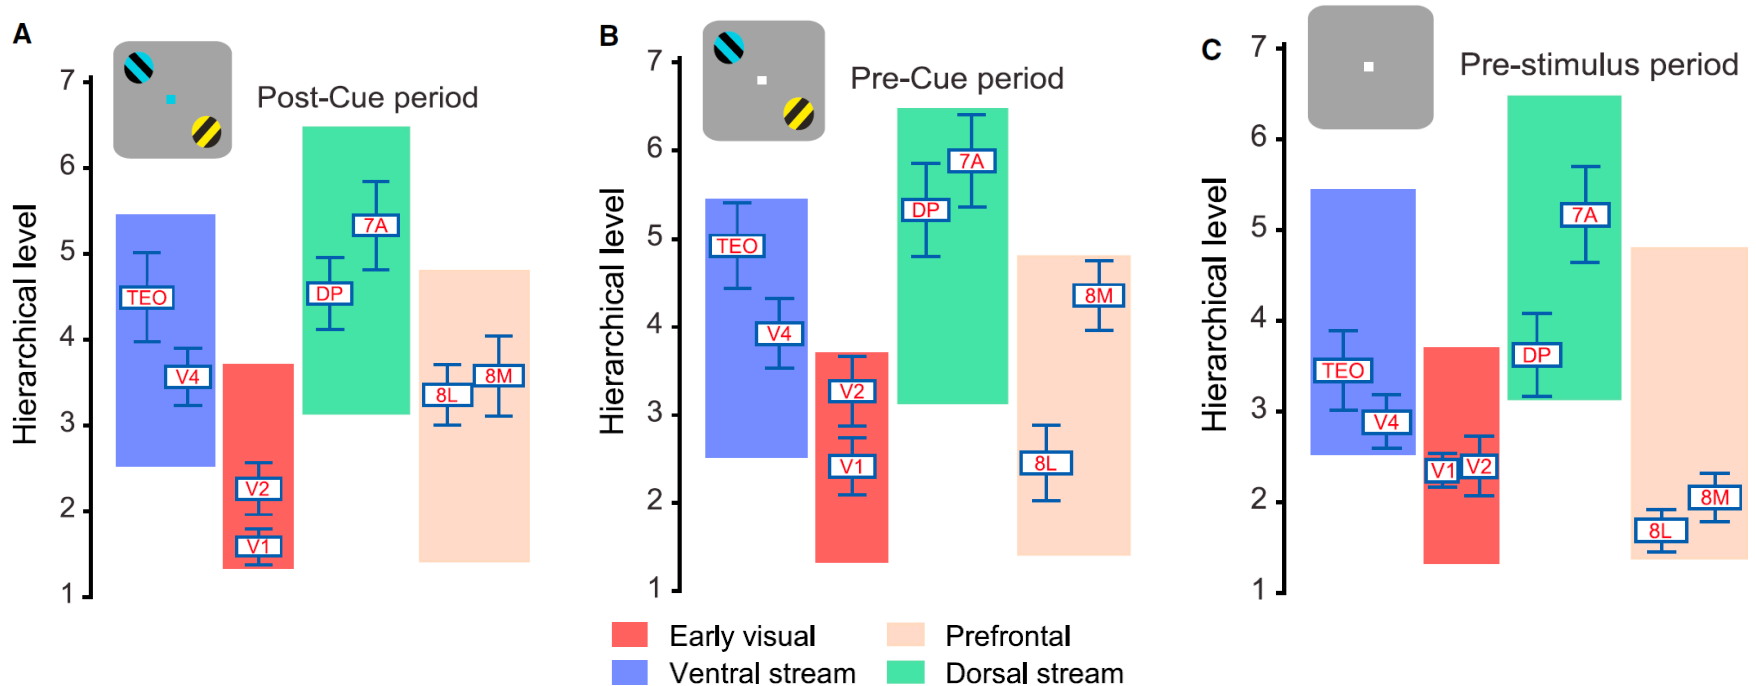 A
Post-Cue period
Hierarchical level
7
6
5
4
3
2
1
TEO
V4
V2
V1
DP
7A
8L
8M
B
Pre-Cue period
Hierarchical level
7
6
5
4
3
2
1
TEO
V4
V2
V1
DP
7A
8L
8M
C
Pre-stimulus period
Hierarchical level
7
6
5
4
3
2
1
TEO
V4
V1
V2
DP
7A
8L
8M
Early visual
Prefrontal
Ventral stream
Dorsal stream